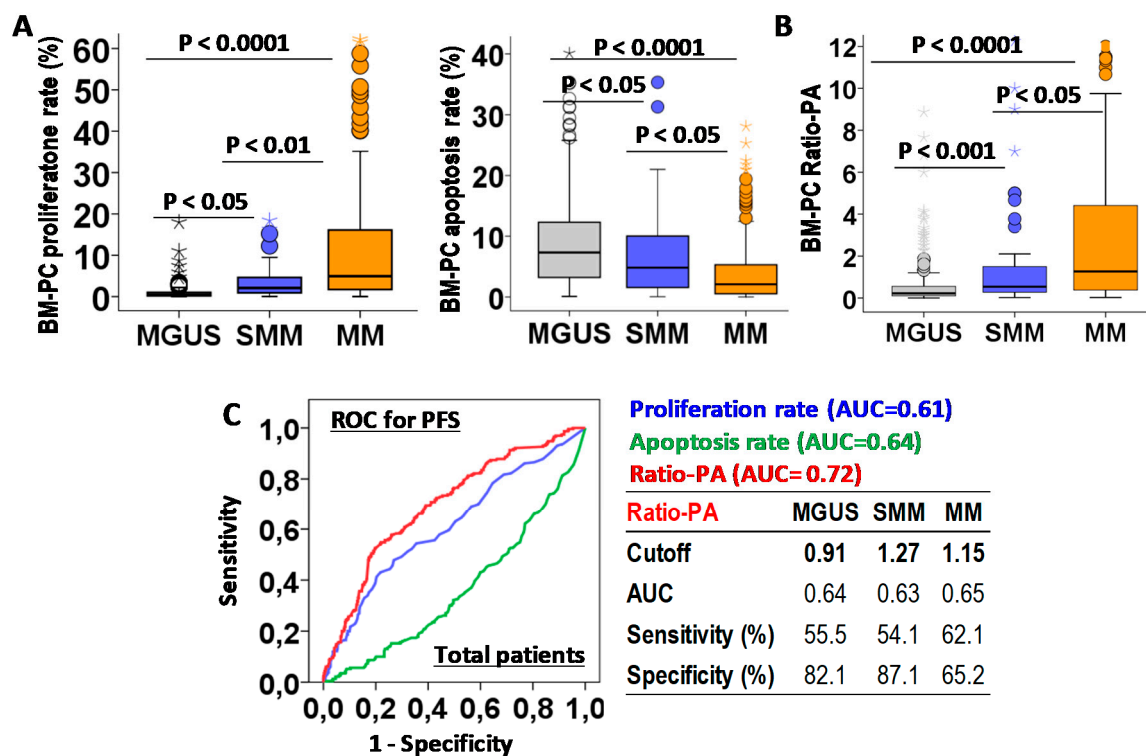 A
BM-PC proliferatone rate (%)
60
50
40
30
20
10
0
P < 0.0001
P < 0.01
P < 0.05
MGUS SMM MM
BM-PC apoptosis rate (%)
40
30
20
10
0
P < 0.0001
P < 0.05
P < 0.05
MGUS SMM MM
B
BM-PC Ratio-PA
12
10
8
6
4
2
0
P < 0.0001
P < 0.05
P < 0.001
MGUS SMM MM
C
ROC for PFS
Sensitivity
1,0
0,8
0,6
0,4
0,2
0,0
Total patients
0,0 0,2 0,4 0,6 0,8 1,0
1 - Specificity
Proliferation rate (AUC=0.61)
Apoptosis rate (AUC=0.64)
Ratio-PA (AUC= 0.72)
Ratio-PA MGUS SMM MM
Cutoff 0.91 1.27 1.15
AUC 0.64 0.63 0.65
Sensitivity (%) 55.5 54.1 62.1
Specificity (%) 82.1 87.1 65.2